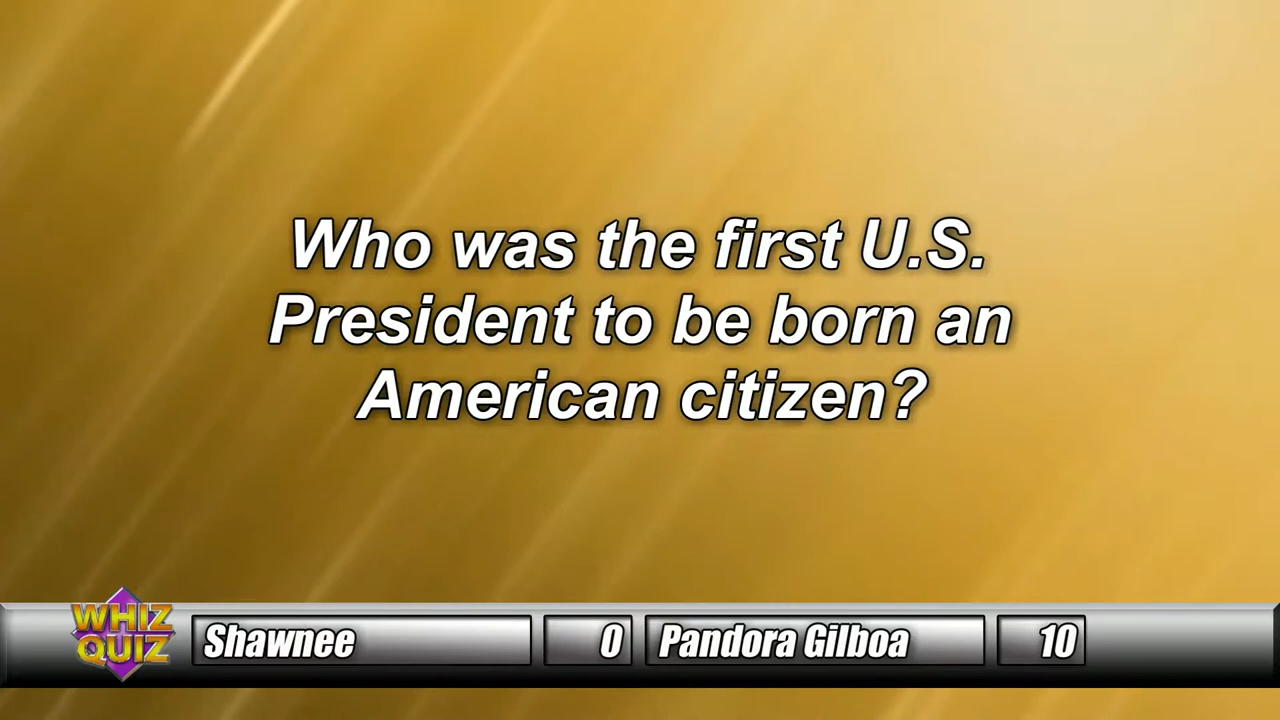 Who was the first U.S.
President to be born an
American citizen?
WHIZ
QUIZ
Shawnee 0 Pandora Gilboa 10